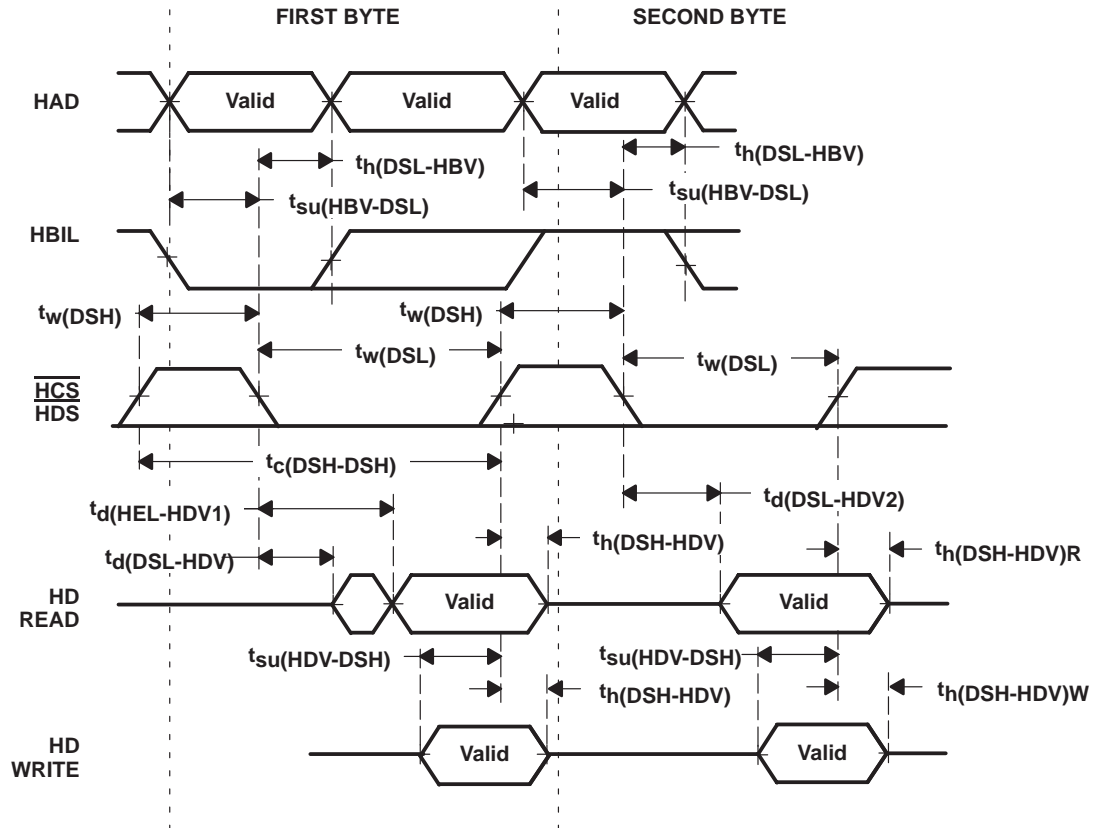 FIRST BYTE SECOND BYTE
HAD Valid Valid Valid
th(DSL-HBV) th(DSL-HBV)
tsu(HBV-DSL) tsu(HBV-DSL)
HBIL
tw(DSH) tw(DSH)
tw(DSL) tw(DSL)
HCS
HDS
tc(DSH-DSH)
td(HEL-HDV1) td(DSL-HDV2)
th(DSH-HDV) th(DSH-HDV)R
td(DSL-HDV)
HD
READ Valid Valid
tsu(HDV-DSH) tsu(HDV-DSH)
th(DSH-HDV) th(DSH-HDV)W
HD
WRITE Valid Valid